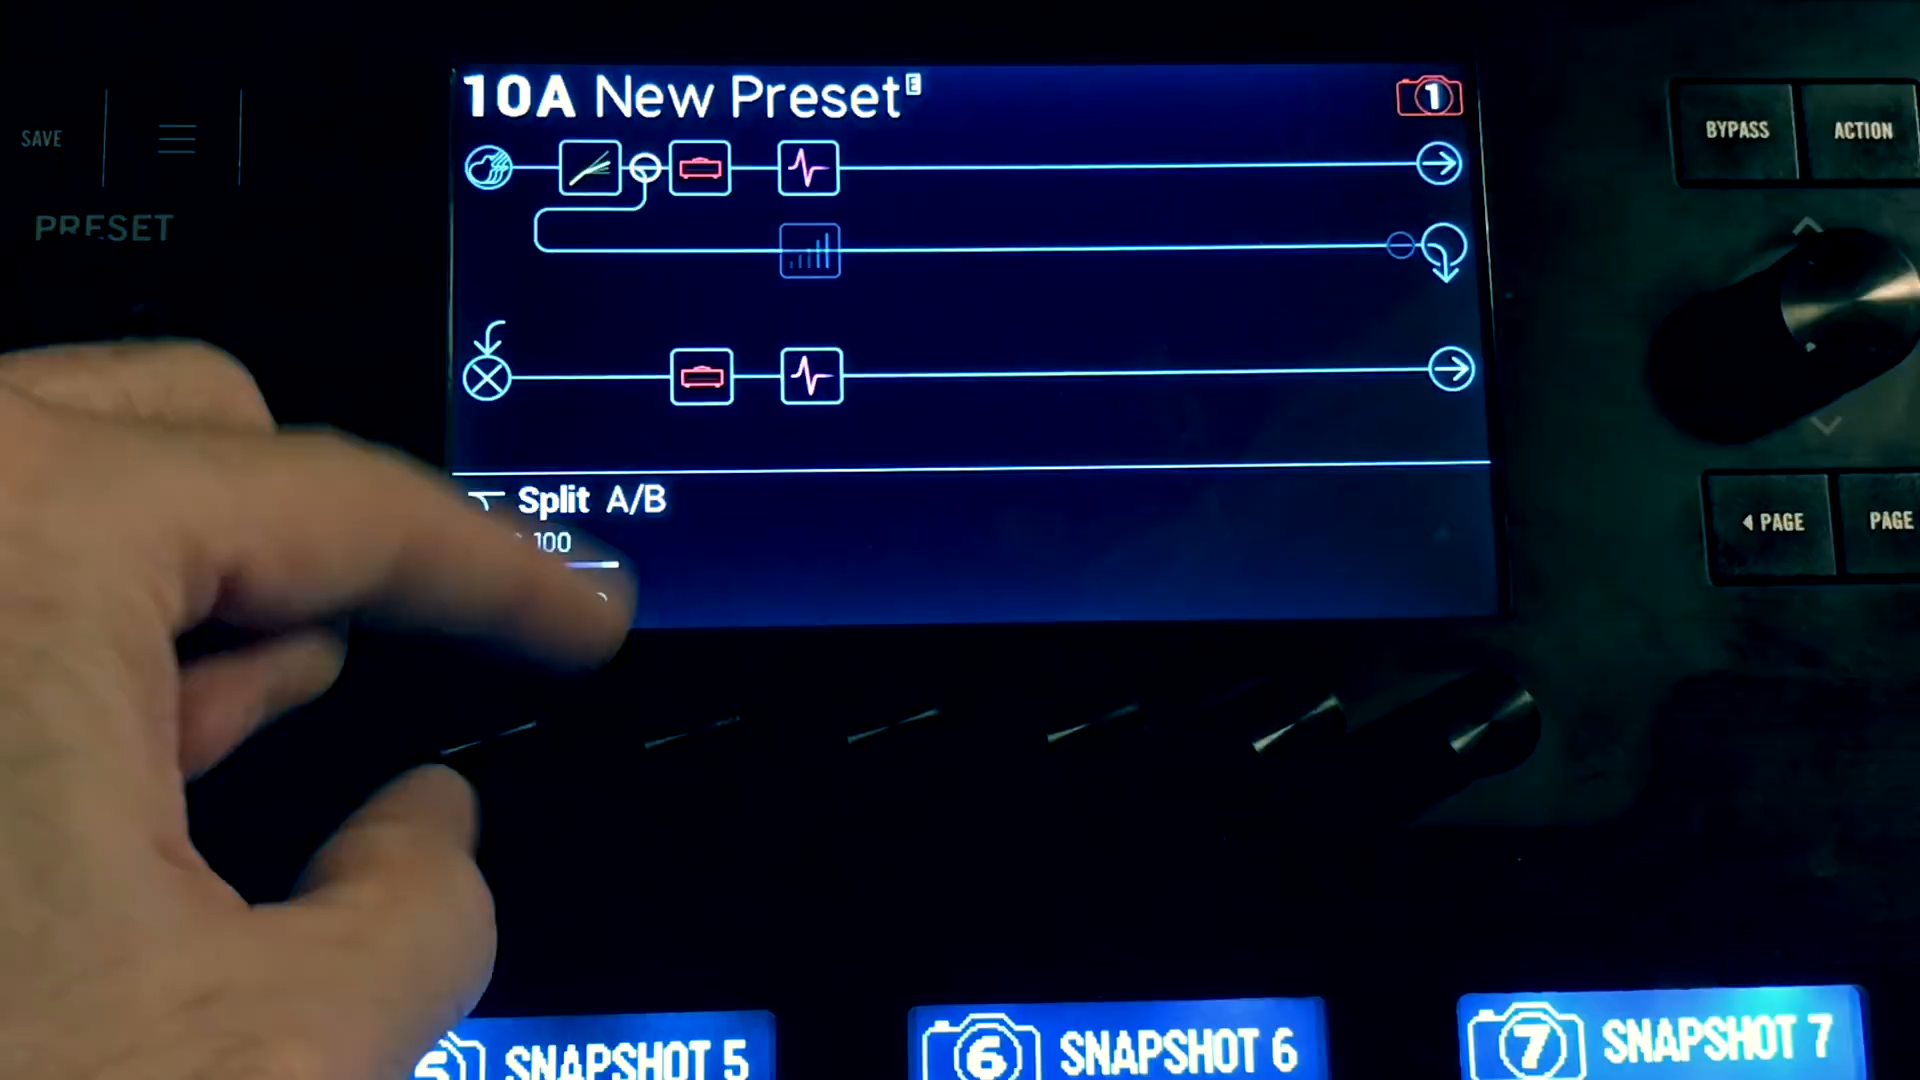 10A New Preset E
1
SAVE
PRESET
BYPASS
ACTION
Split A/B
100
PAGE
PAGE
5 SNAPSHOT 5
6 SNAPSHOT 6
7 SNAPSHOT 7